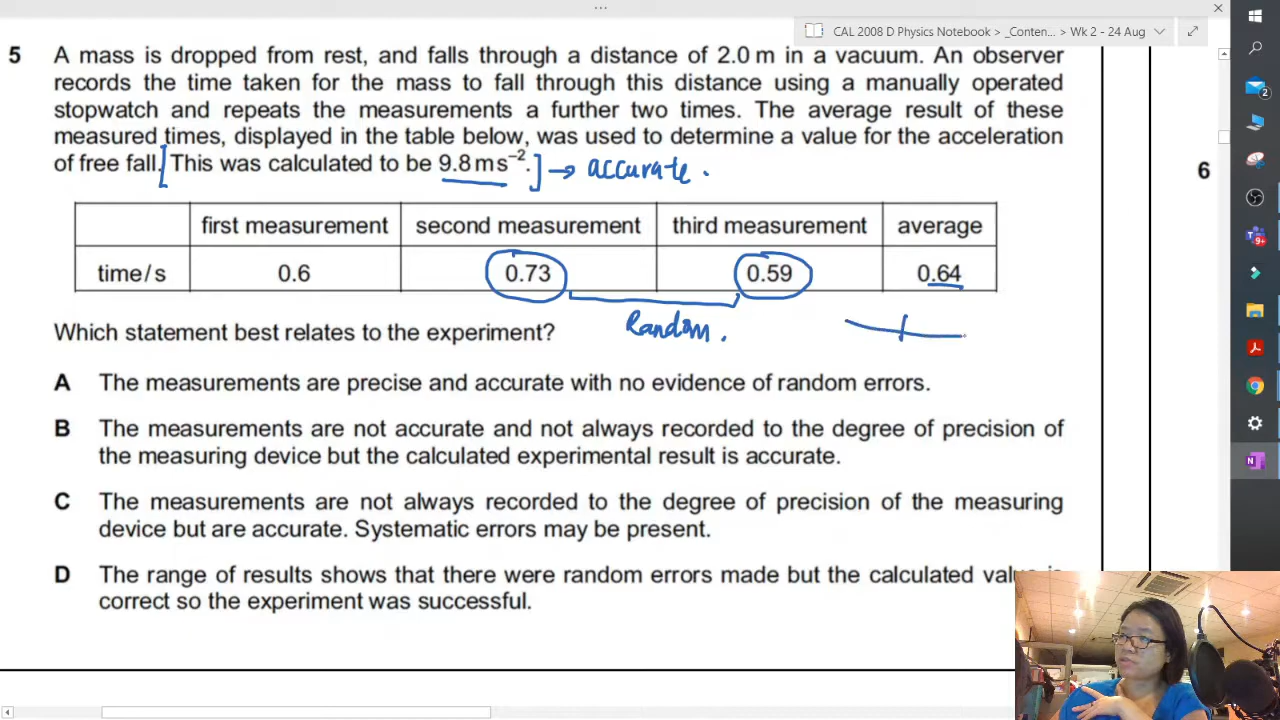 CAL 2008 D Physics Notebook > _Conten... > Wk 2 - 24 Aug
5 A mass is dropped from rest, and falls through a distance of 2.0 m in a vacuum. An observer
records the time taken for the mass to fall through this distance using a manually operated
stopwatch and repeats the measurements a further two times. The average result of these
measured times, displayed in the table below, was used to determine a value for the acceleration
of free fall. [This was calculated to be 9.8 m s⁻².] → accurate.
6
first measurement second measurement third measurement average
time/s 0.6 0.73 0.59 0.64
Random.
Which statement best relates to the experiment?
A The measurements are precise and accurate with no evidence of random errors.
B The measurements are not accurate and not always recorded to the degree of precision of
the measuring device but the calculated experimental result is accurate.
C The measurements are not always recorded to the degree of precision of the measuring
device but are accurate. Systematic errors may be present.
D The range of results shows that there were random errors made but the calculated
correct so the experiment was successful.
2
9+